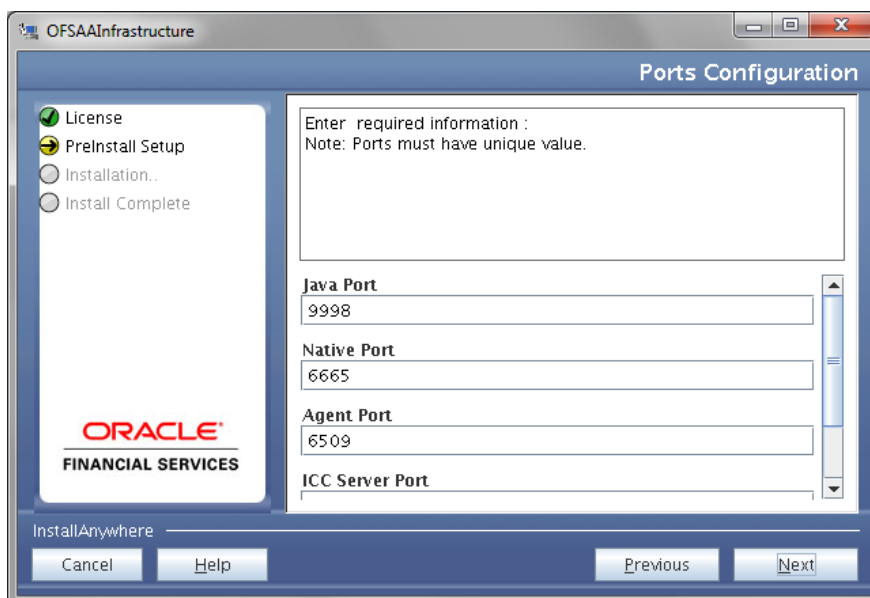 OFSAAInfrastructure
Ports Configuration
License
PreInstall Setup
Installation..
Install Complete
ORACLE
FINANCIAL SERVICES
Enter required information :
Note: Ports must have unique value.
Java Port
9998
Native Port
6665
Agent Port
6509
ICC Server Port
InstallAnywhere
Cancel
Help
Previous
Next